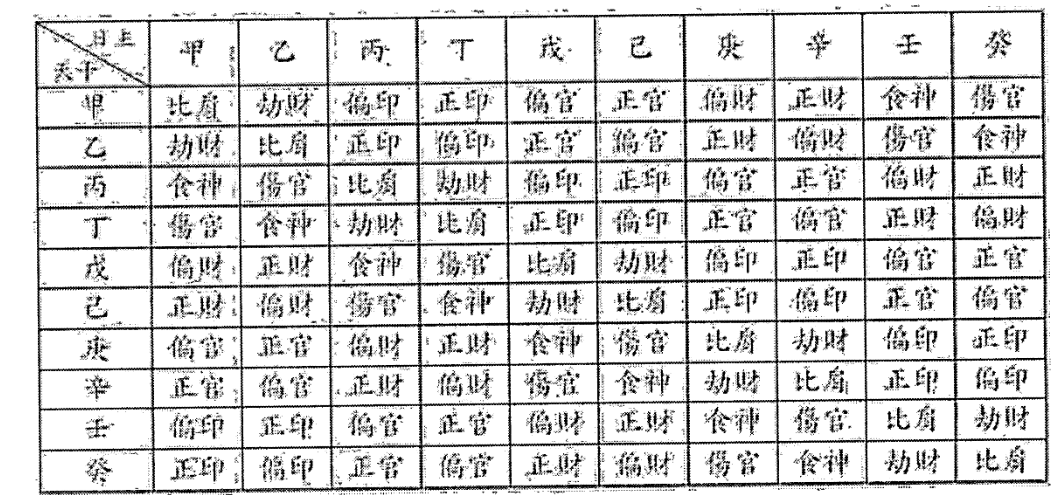 日主 天干 甲 乙 丙 丁 戊 己 庚 辛 壬 癸
甲 比肩 劫財 偏印 正印 偏官 正官 偏財 正財 食神 傷官
乙 劫財 比肩 正印 偏印 正官 偏官 正財 偏財 傷官 食神
丙 食神 傷官 比肩 劫財 偏印 正印 偏官 正官 偏財 正財
丁 傷官 食神 劫財 比肩 正印 偏印 正官 偏官 正財 偏財
戊 偏財 正財 食神 傷官 比肩 劫財 偏印 正印 偏官 正官
己 正財 偏財 傷官 食神 劫財 比肩 正印 偏印 正官 偏官
庚 偏官 正官 偏財 正財 食神 傷官 比肩 劫財 偏印 正印
辛 正官 偏官 正財 偏財 傷官 食神 劫財 比肩 正印 偏印
壬 偏印 正印 偏官 正官 偏財 正財 食神 傷官 比肩 劫財
癸 正印 偏印 正官 偏官 正財 偏財 傷官 食神 劫財 比肩